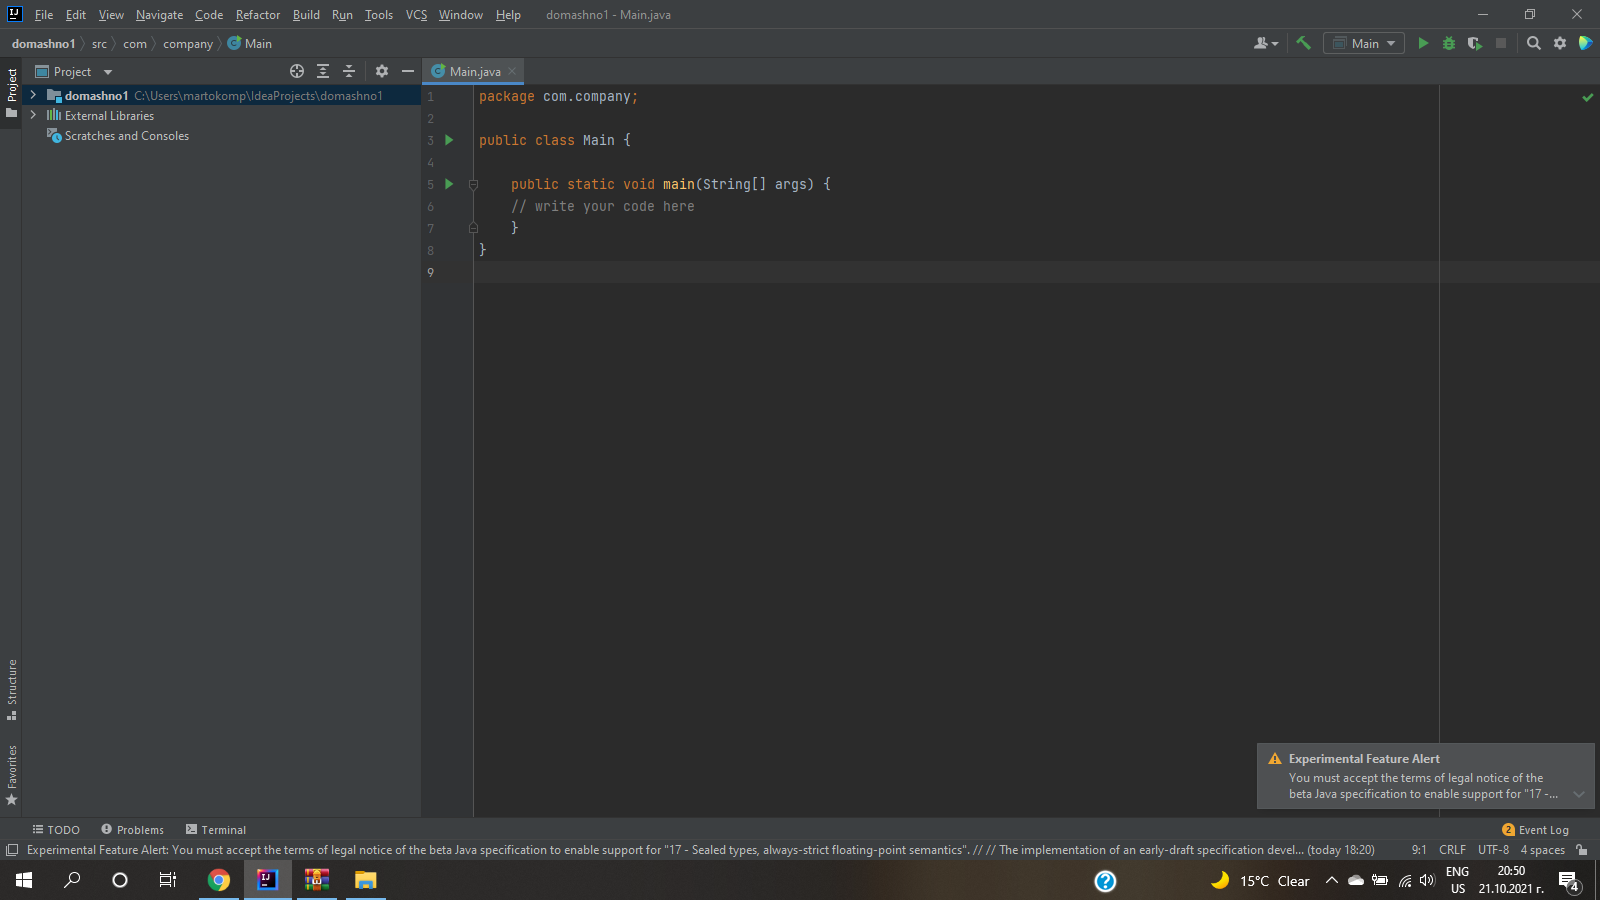 File Edit View Navigate Code Refactor Build Run Tools VCS Window Help domashno1 - Main.java
domashno1 src com company Main
Main
Project
Project
Main.java
domashno1 C:\Users\martokomp\IdeaProjects\domashno1
External Libraries
Scratches and Consoles
1 package com.company;
2
3 public class Main {
4
5 public static void main(String[] args) {
6 // write your code here
7 }
8 }
9
Structure
Favorites
Experimental Feature Alert
You must accept the terms of legal notice of the
beta Java specification to enable support for "17 -...
TODO Problems Terminal
2 Event Log
Experimental Feature Alert: You must accept the terms of legal notice of the beta Java specification to enable support for "17 - Sealed types, always-strict floating-point semantics". // // The implementation of an early-draft specification devel... (today 18:20) 9:1 CRLF UTF-8 4 spaces
15°C Clear
ENG
US
20:50
21.10.2021 г.
4